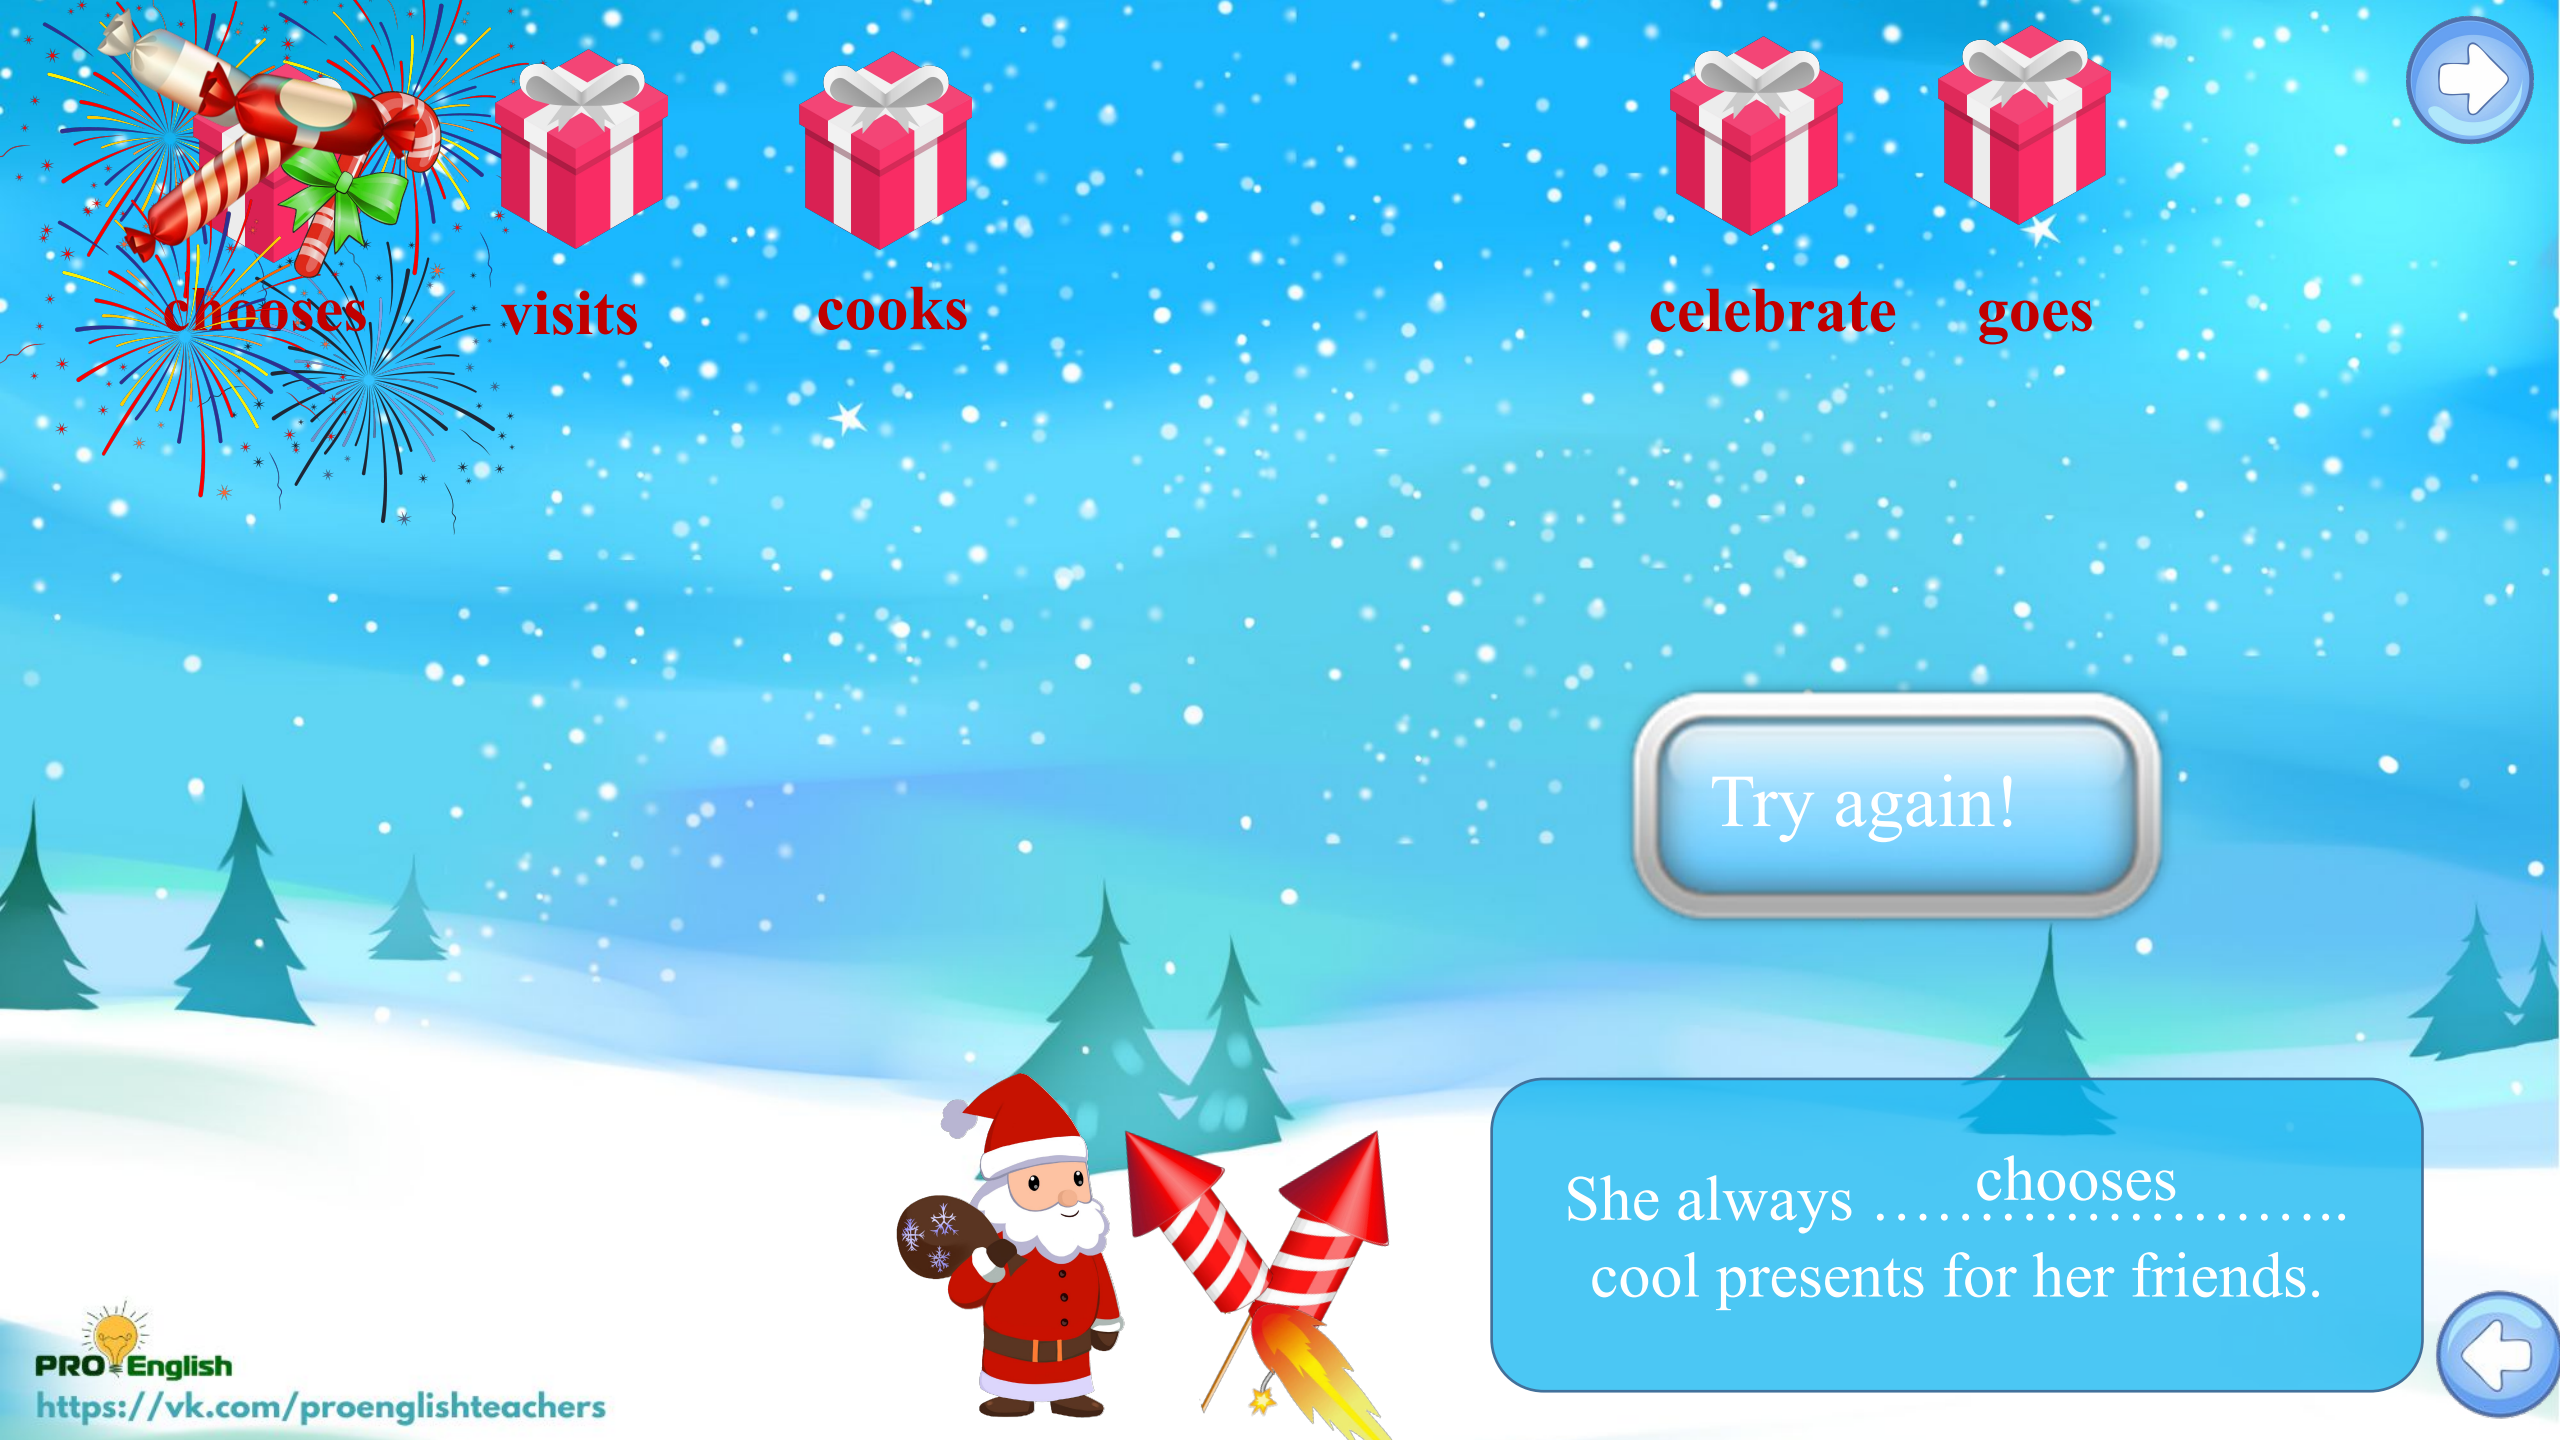 chooses
visits
cooks
celebrate
goes
Try again!
chooses
She always ……………………..
cool presents for her friends.
PRO English
https://vk.com/proenglishteachers